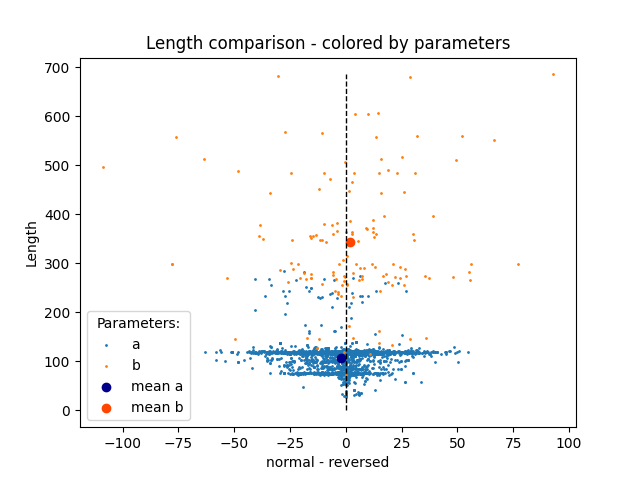 Length comparison - colored by parameters
700
600
500
400
300
200
100
0
Length
Parameters:
a
b
mean a
mean b
−100
−75
−50
−25
0
25
50
75
100
normal - reversed